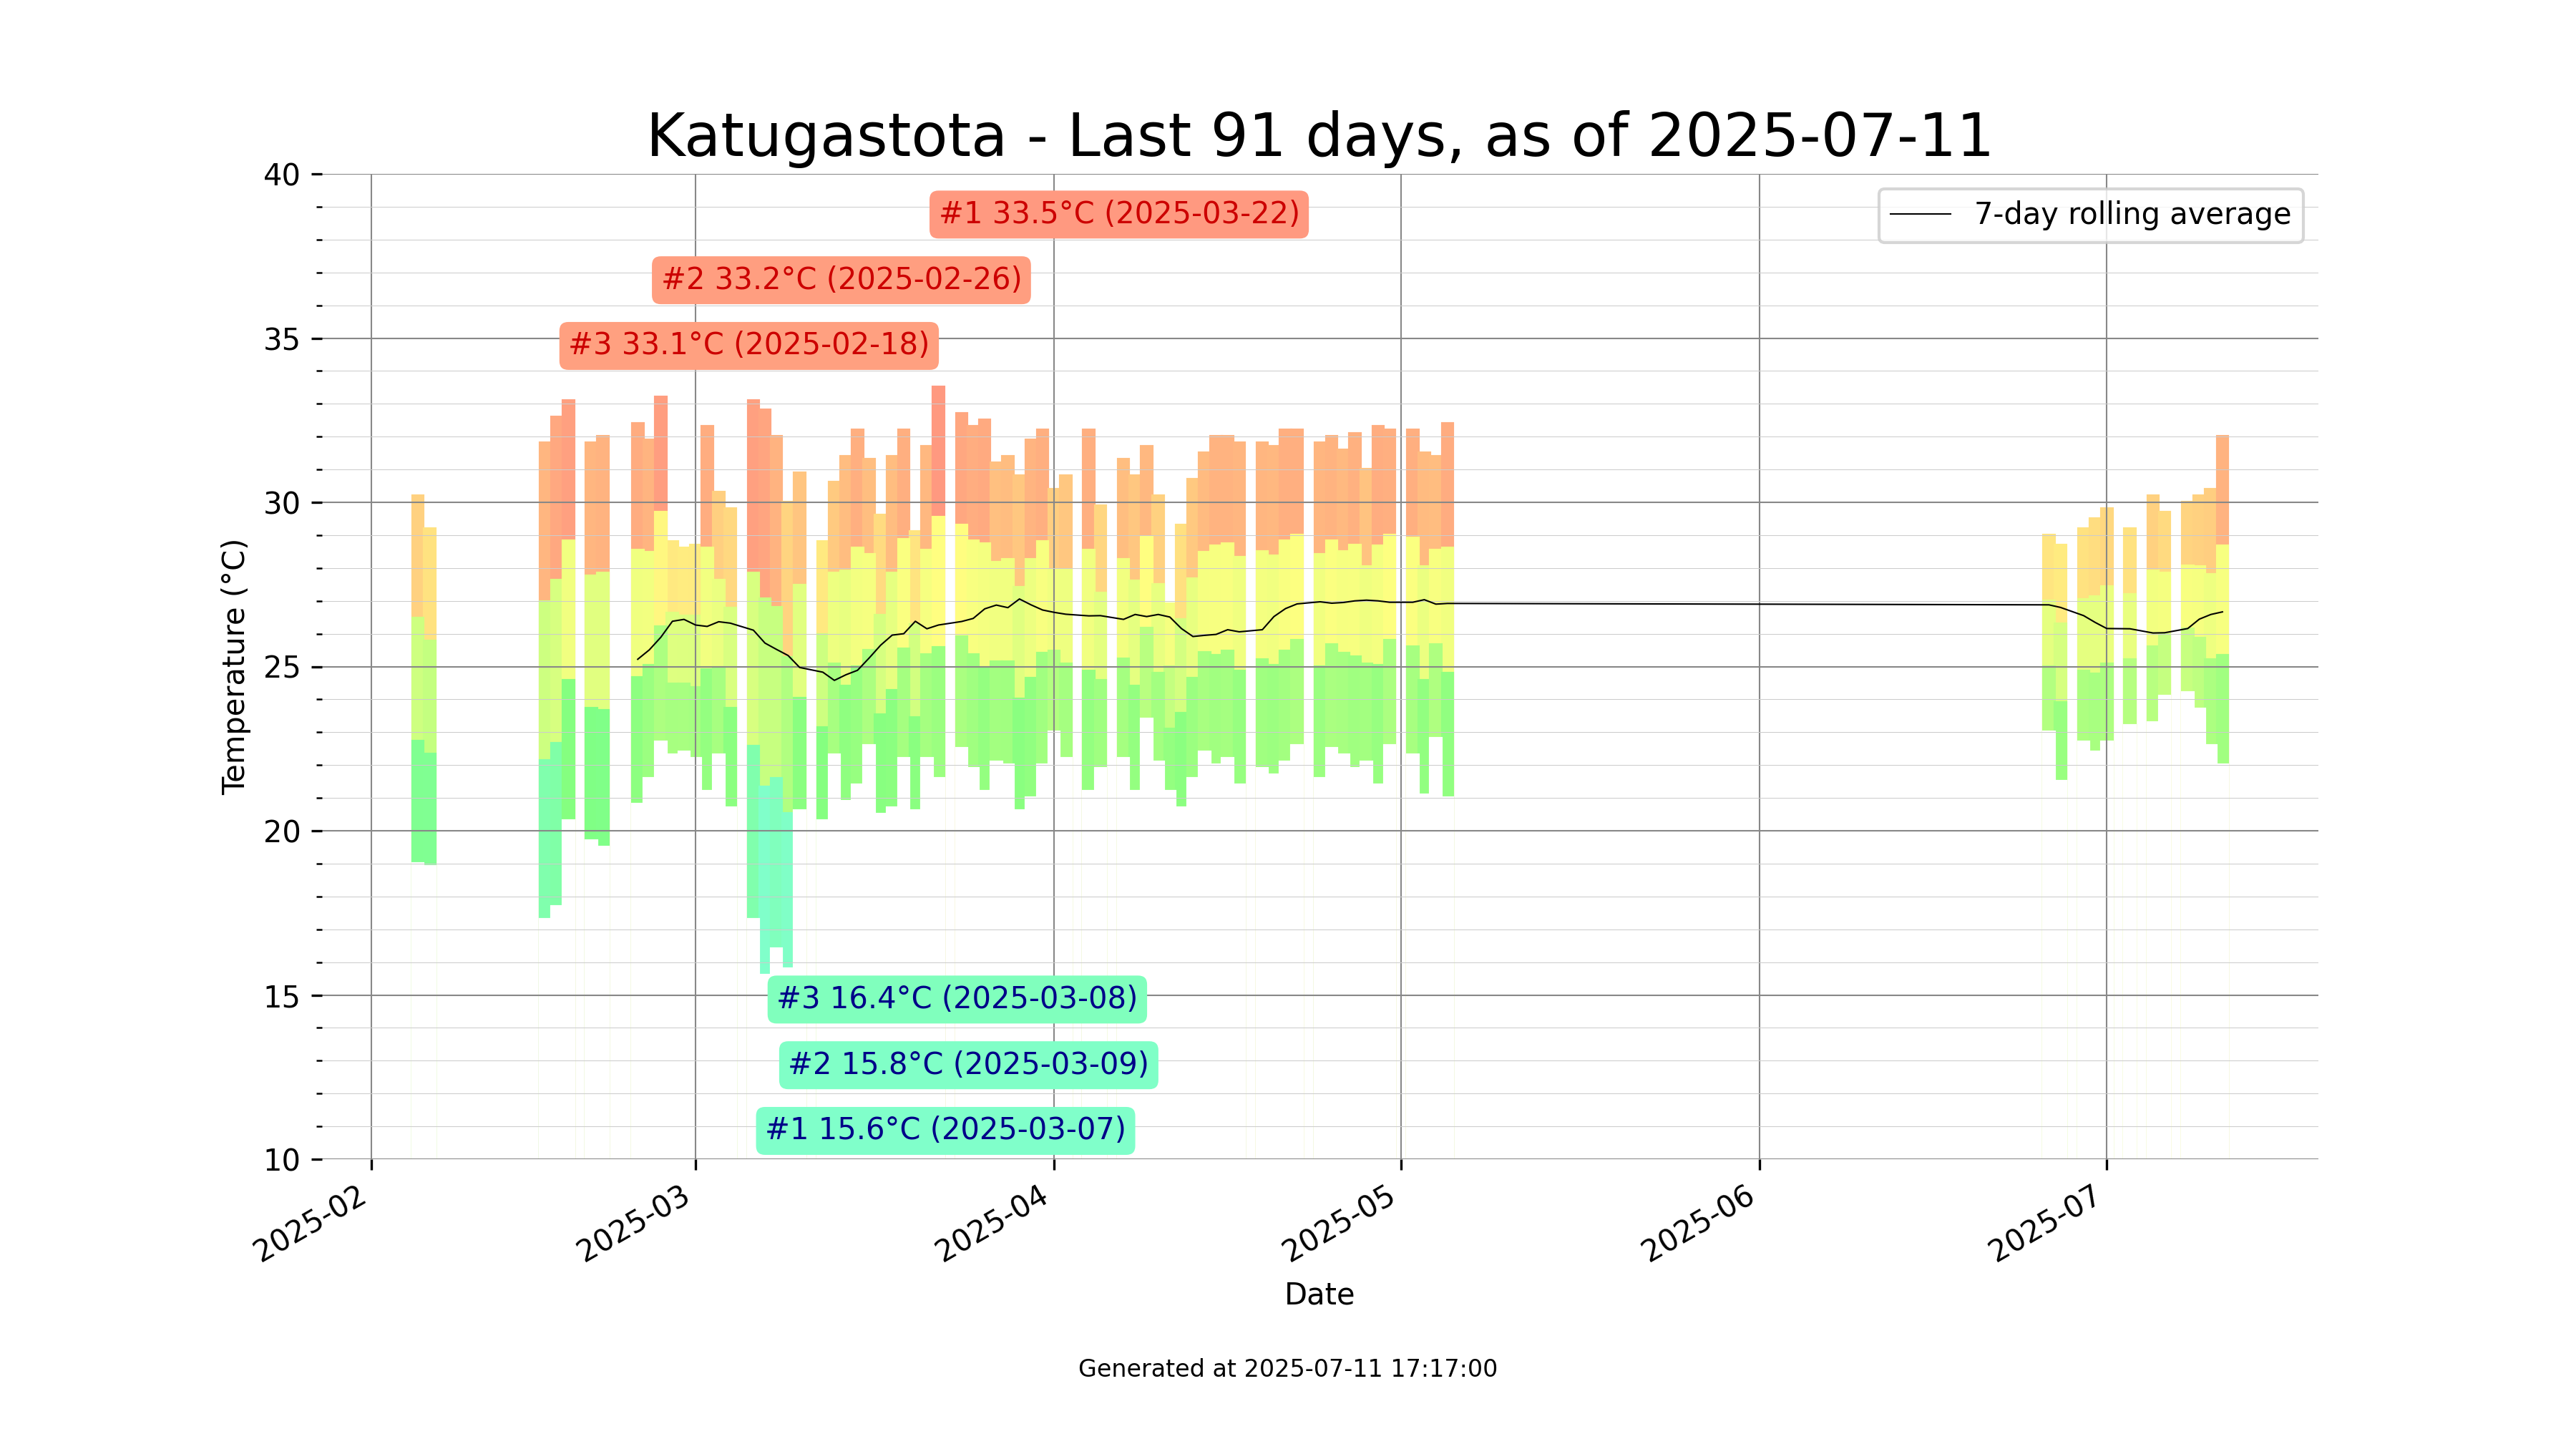 Katugastota - Last 91 days, as of 2025-07-11
40
35
30
25
20
15
10
Temperature (°C)
#1 33.5°C (2025-03-22)
#2 33.2°C (2025-02-26)
#3 33.1°C (2025-02-18)
7-day rolling average
#3 16.4°C (2025-03-08)
#2 15.8°C (2025-03-09)
#1 15.6°C (2025-03-07)
2025-02
2025-03
2025-04
2025-05
2025-06
2025-07
Date
Generated at 2025-07-11 17:17:00